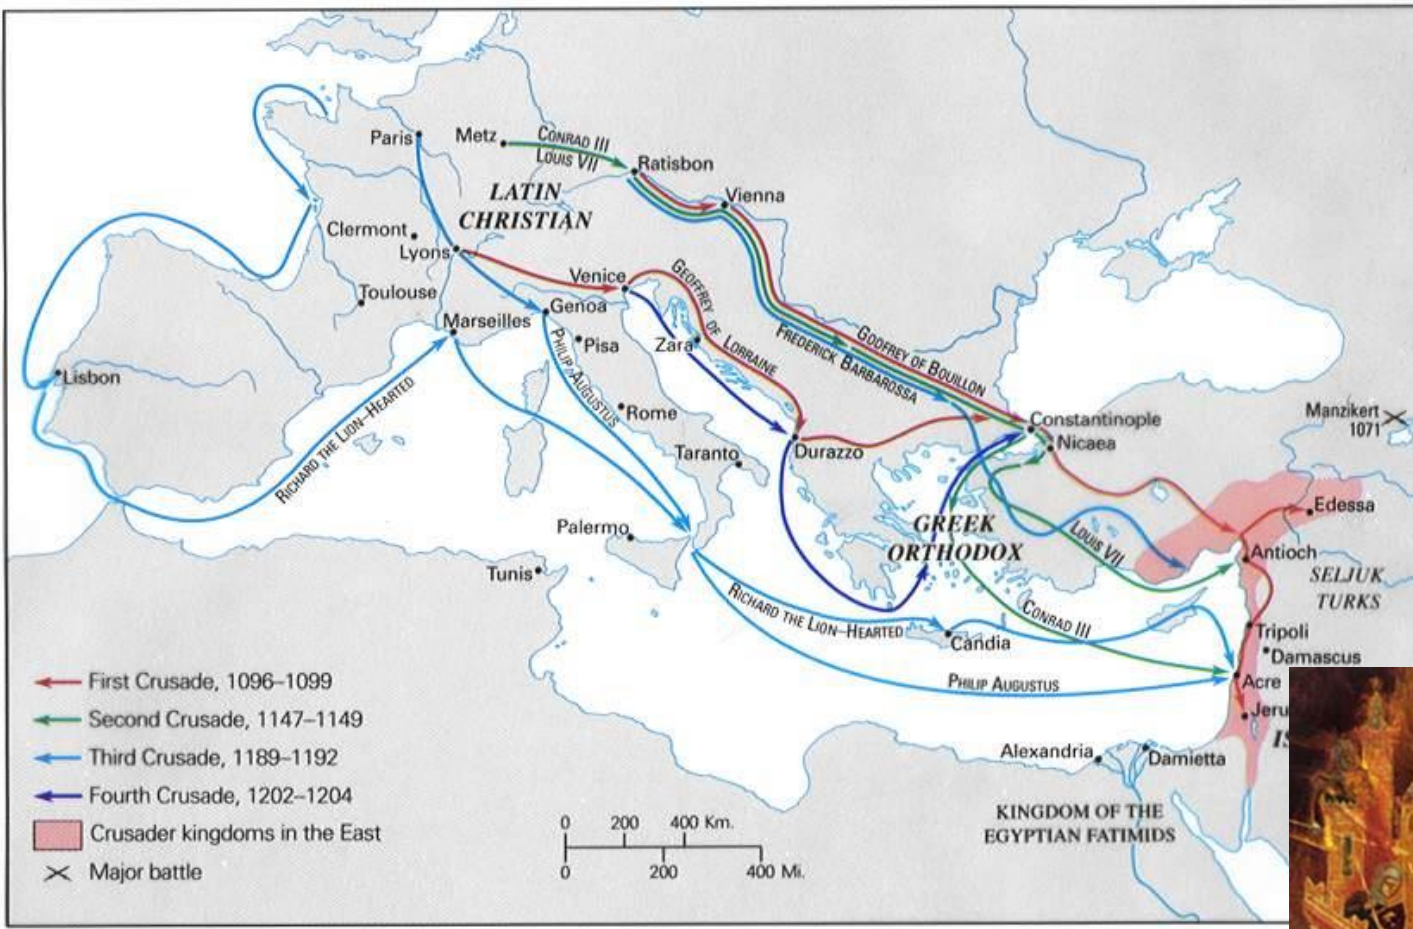 Paris
Metz
CONRAD III
LOUIS VII
Ratisbon
Vienna
LATIN
CHRISTIAN
Clermont
Lyons
Venice
GEOFFREY OF LORRAINE
Toulouse
Genoa
Marseilles
Pisa
Zara
PHILIP AUGUSTUS
FREDERICK BARBAROSSA
GODFREY OF BOUILLON
Lisbon
RICHARD THE LION–HEARTED
Rome
Constantinople
Manzikert
1071
Nicaea
Taranto
Durazzo
Edessa
Palermo
GREEK
ORTHODOX
LOUIS VII
Antioch
Tunis
SELJUK
TURKS
RICHARD THE LION–HEARTED
CONRAD III
Candia
Tripoli
Damascus
PHILIP AUGUSTUS
Acre
Jeru
IS
Alexandria
Damietta
KINGDOM OF THE
EGYPTIAN FATIMIDS
First Crusade, 1096–1099
Second Crusade, 1147–1149
Third Crusade, 1189–1192
Fourth Crusade, 1202–1204
Crusader kingdoms in the East
Major battle
0 200 400 Km.
0 200 400 Mi.